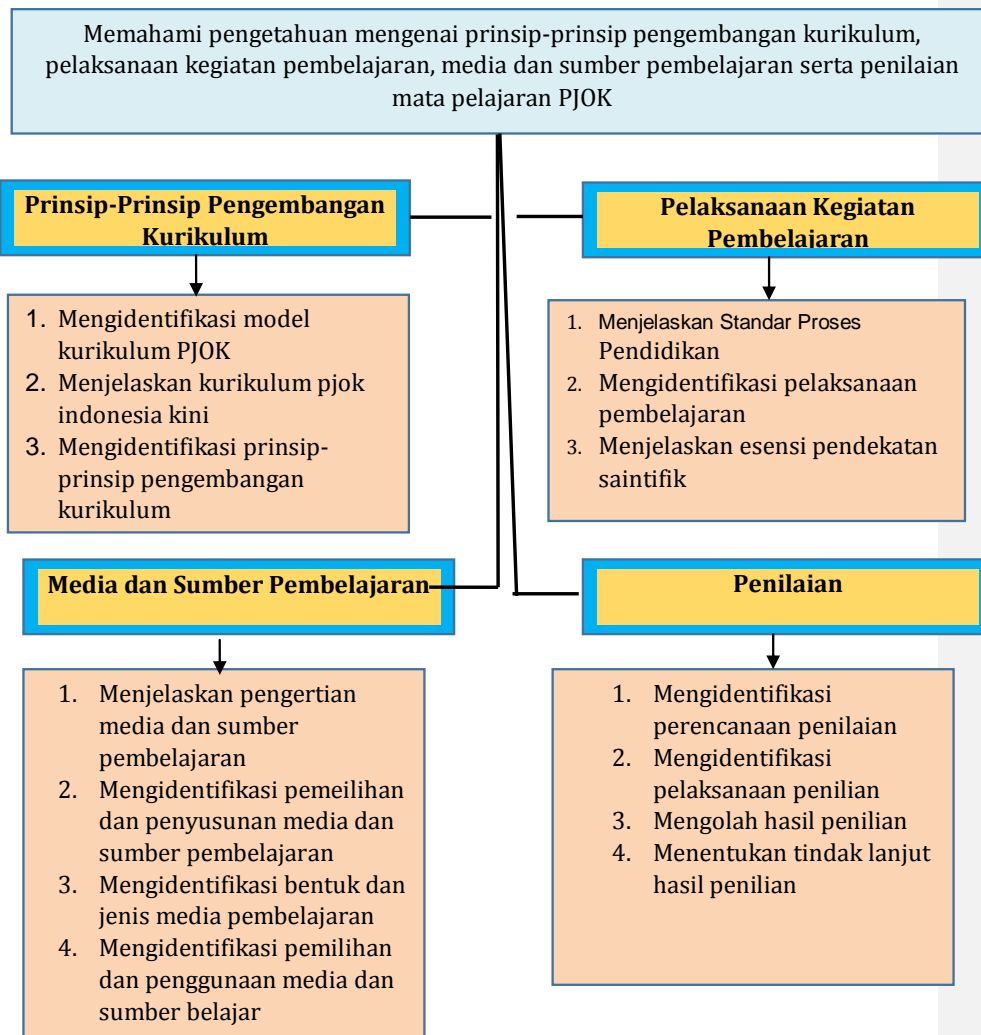 Memahami pengetahuan mengenai prinsip-prinsip pengembangan kurikulum,
pelaksanaan kegiatan pembelajaran, media dan sumber pembelajaran serta penilaian
mata pelajaran PJOK
Prinsip-Prinsip Pengembangan
Kurikulum
1. Mengidentifikasi model
kurikulum PJOK
2. Menjelaskan kurikulum pjok
indonesia kini
3. Mengidentifikasi prinsip-
prinsip pengembangan
kurikulum
Pelaksanaan Kegiatan
Pembelajaran
1. Menjelaskan Standar Proses
Pendidikan
2. Mengidentifikasi pelaksanaan
pembelajaran
3. Menjelaskan esensi pendekatan
saintifik
Media dan Sumber Pembelajaran
1. Menjelaskan pengertian
media dan sumber
pembelajaran
2. Mengidentifikasi pemeilihan
dan penyusunan media dan
sumber pembelajaran
3. Mengidentifikasi bentuk dan
jenis media pembelajaran
4. Mengidentifikasi pemilihan
dan penggunaan media dan
sumber belajar
Penilaian
1. Mengidentifikasi
perencanaan penilaian
2. Mengidentifikasi
pelaksanaan penilian
3. Mengolah hasil penilian
4. Menentukan tindak lanjut
hasil penilian